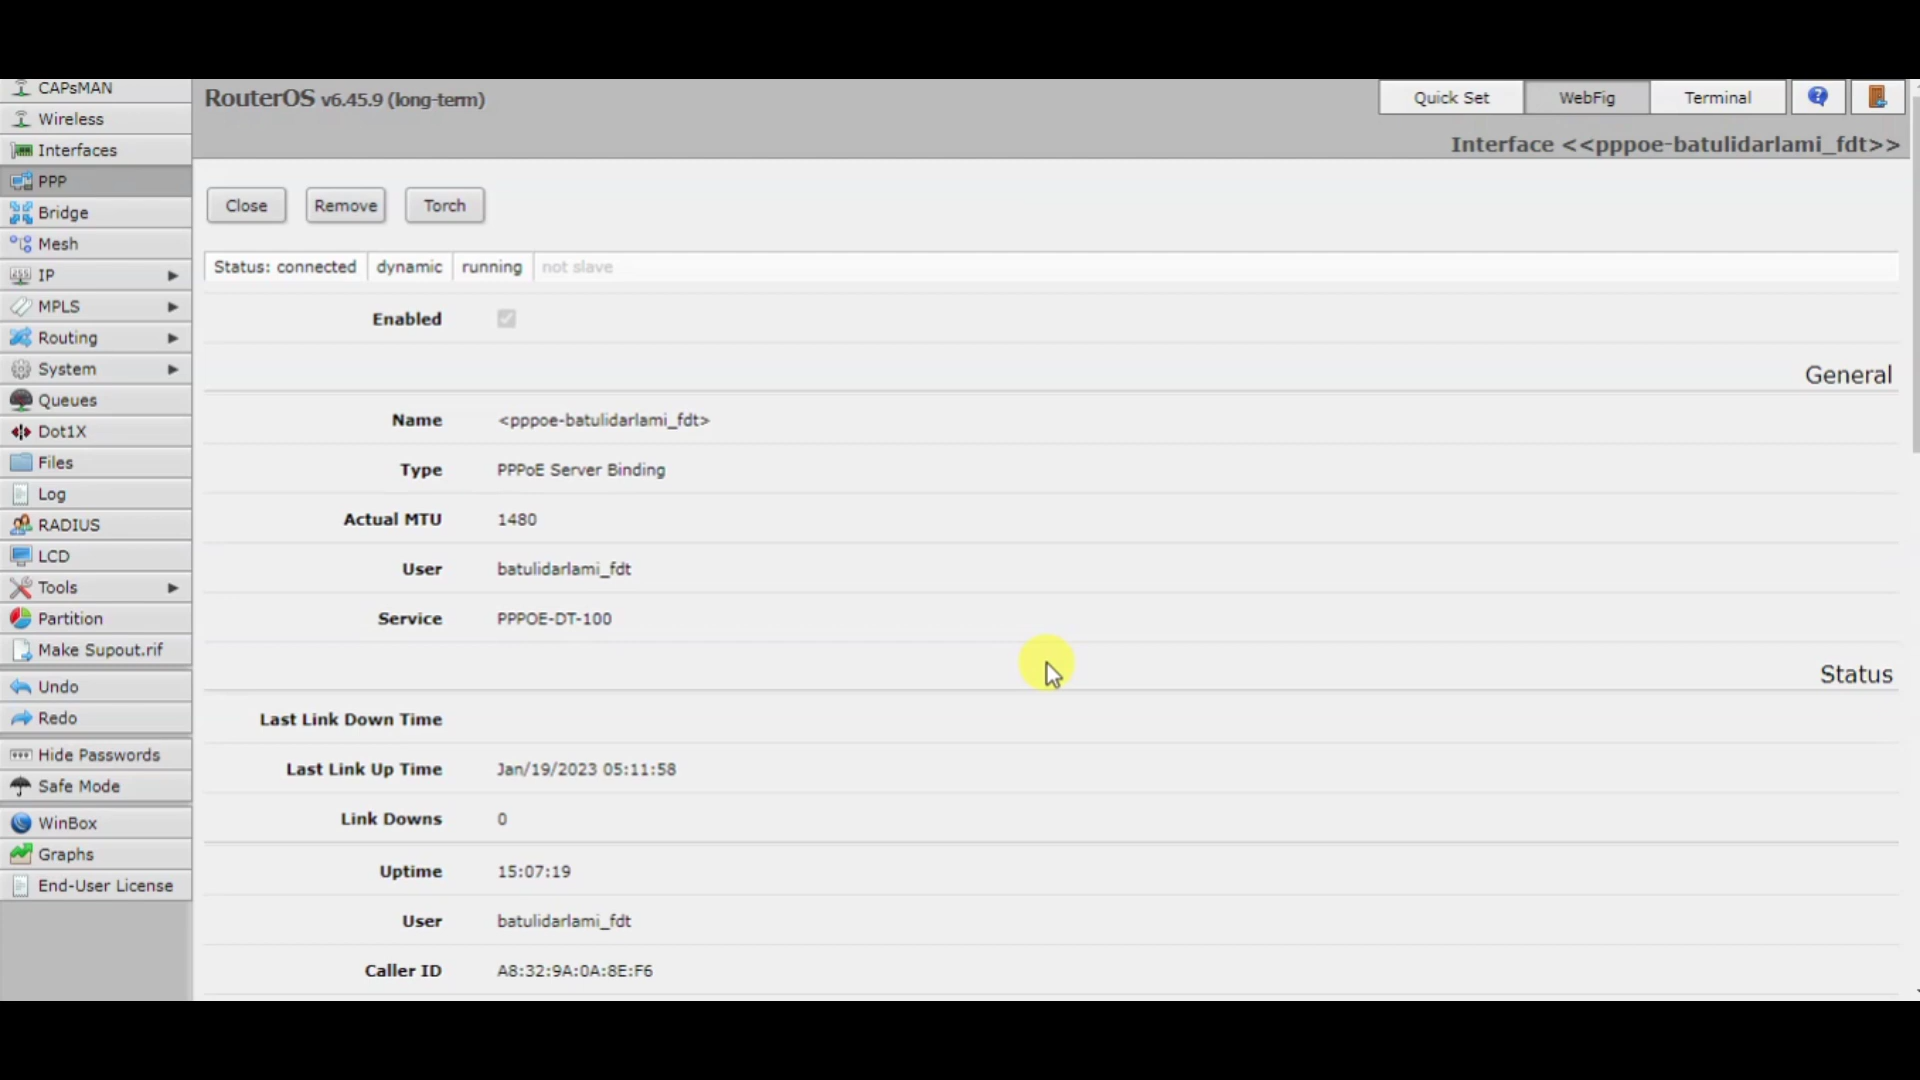 CAPsMAN
Wireless
Interfaces
PPP
Bridge
Mesh
IP
MPLS
Routing
System
Queues
Dot1X
Files
Log
RADIUS
LCD
Tools
Partition
Make Supout.rif
Undo
Redo
Hide Passwords
Safe Mode
WinBox
Graphs
End-User License
RouterOS v6.45.9 (long-term)
Quick Set WebFig Terminal
Interface <<pppoe-batulidarlami_fdt>>
Close Remove Torch
Status: connected dynamic running not slave
Enabled
General
Name <pppoe-batulidarlami_fdt>
Type PPPoE Server Binding
Actual MTU 1480
User batulidarlami_fdt
Service PPPOE-DT-100
Status
Last Link Down Time
Last Link Up Time Jan/19/2023 05:11:58
Link Downs 0
Uptime 15:07:19
User batulidarlami_fdt
Caller ID A8:32:9A:0A:8E:F6